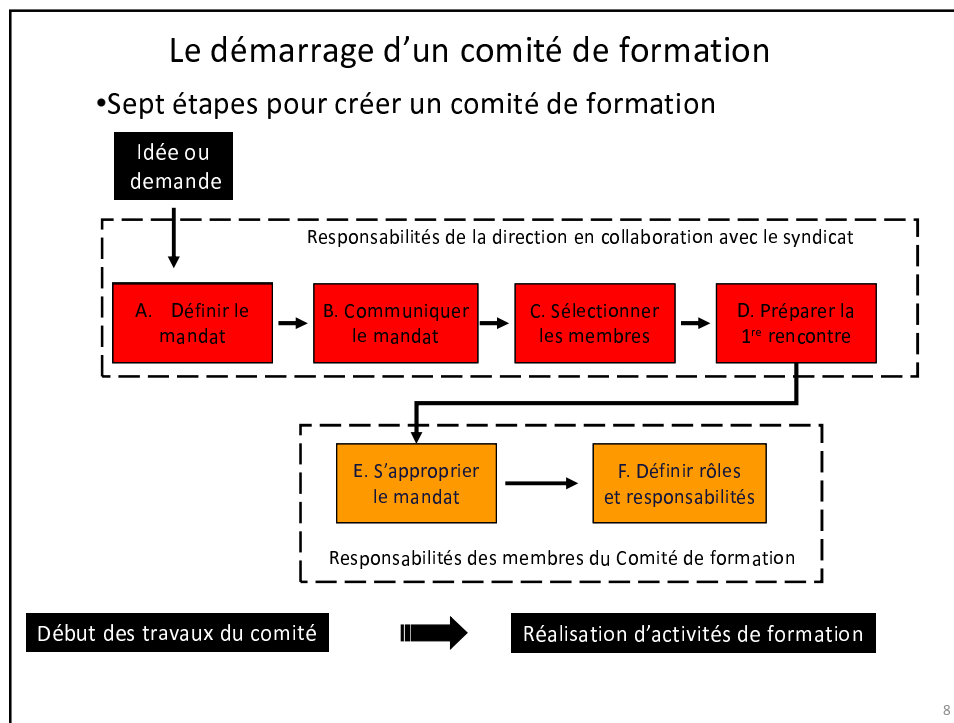 Le démarrage d’un comité de formation
•Sept étapes pour créer un comité de formation
Idée ou
demande
Responsabilités de la direction en collaboration avec le syndicat
A. Définir le
mandat
B. Communiquer
le mandat
C. Sélectionner
les membres
D. Préparer la
1re rencontre
E. S’approprier
le mandat
F. Définir rôles
et responsabilités
Responsabilités des membres du Comité de formation
Début des travaux du comité
Réalisation d’activités de formation
8